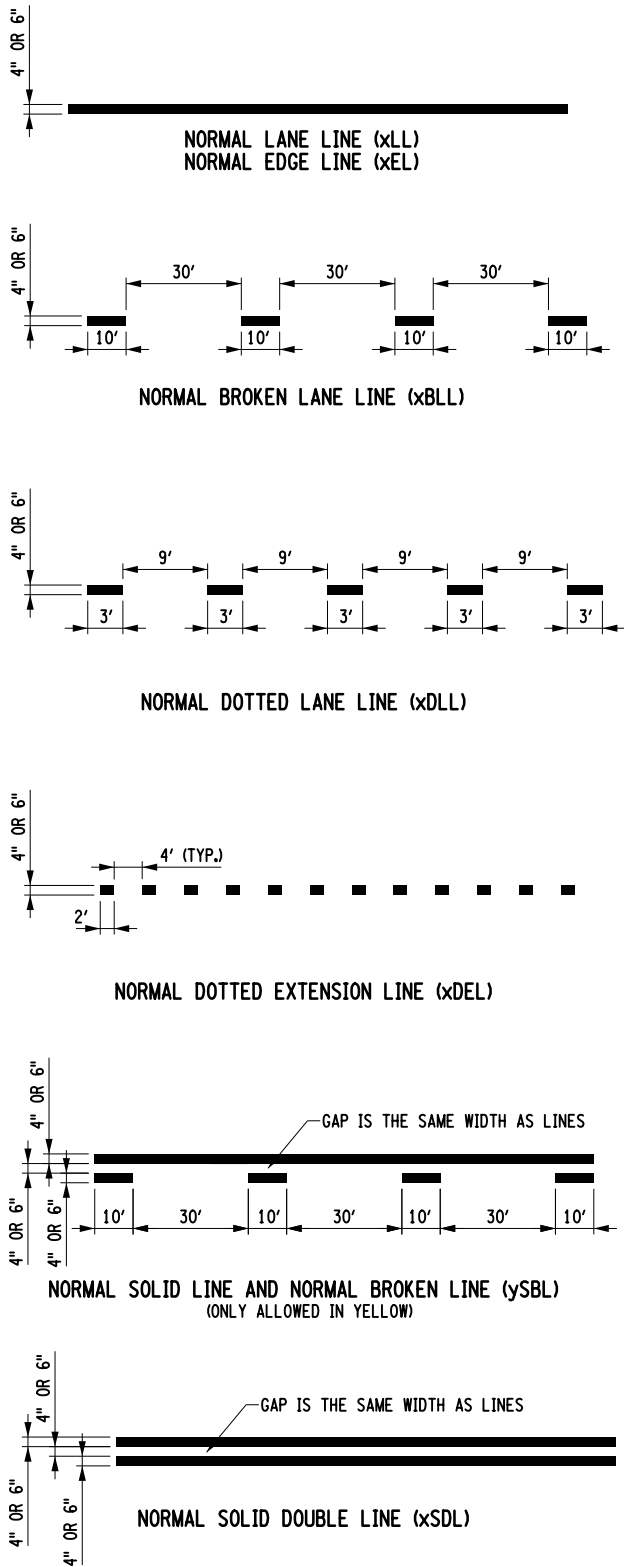 4" OR 6"
NORMAL LANE LINE (xLL)
NORMAL EDGE LINE (xEL)
4" OR 6"
30' 30' 30'
10' 10' 10' 10'
NORMAL BROKEN LANE LINE (xBLL)
4" OR 6"
9' 9' 9' 9'
3' 3' 3' 3' 3'
NORMAL DOTTED LANE LINE (xDLL)
4" OR 6"
4' (TYP.)
2'
NORMAL DOTTED EXTENSION LINE (xDEL)
4" OR 6"
GAP IS THE SAME WIDTH AS LINES
4" OR 6"
4" OR 6"
10' 30' 10' 30' 10' 30' 10'
NORMAL SOLID LINE AND NORMAL BROKEN LINE (ySBL)
(ONLY ALLOWED IN YELLOW)
4" OR 6"
GAP IS THE SAME WIDTH AS LINES
4" OR 6"
4" OR 6"
NORMAL SOLID DOUBLE LINE (xSDL)